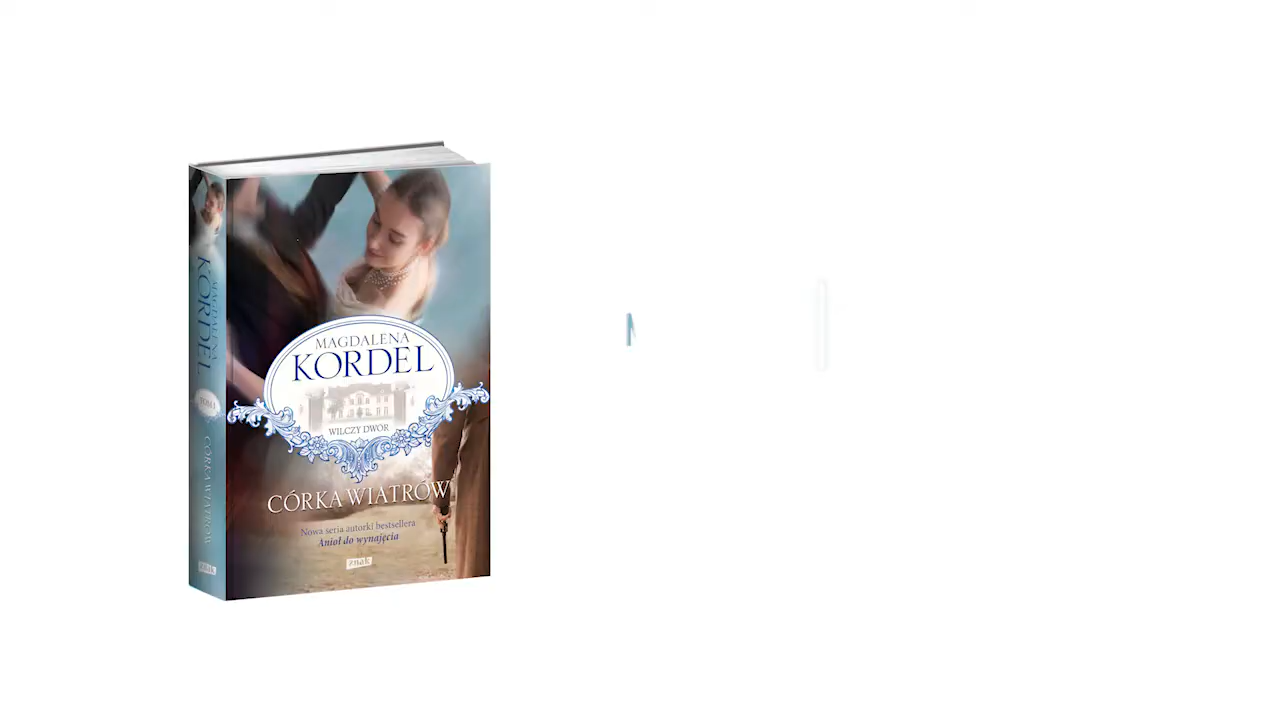 MAGDALENA
KORDEL
WILCZY DWÓR
CÓRKA WIATRÓW
Nowa seria autorki bestsellera
Anioł do wynajęcia
znak
MAGDALENA
KORDEL
TOM I
CÓRKA WIATRÓW
znak